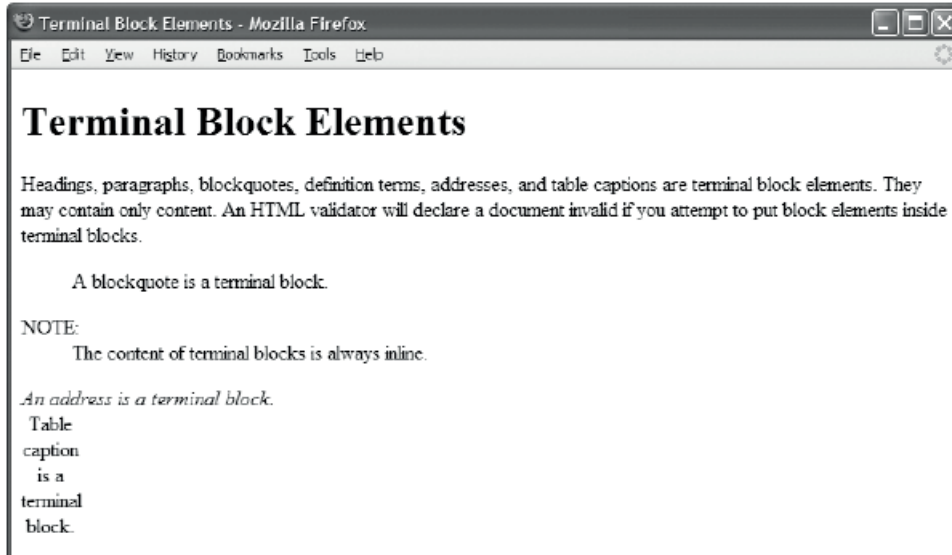 Terminal Block Elements - Mozilla Firefox
File Edit View History Bookmarks Tools Help
Terminal Block Elements
Headings, paragraphs, blockquotes, definition terms, addresses, and table captions are terminal block elements. They
may contain only content. An HTML validator will declare a document invalid if you attempt to put block elements inside
terminal blocks.
A blockquote is a terminal block.
NOTE:
The content of terminal blocks is always inline.
An address is a terminal block.
Table
caption
is a
terminal
block.